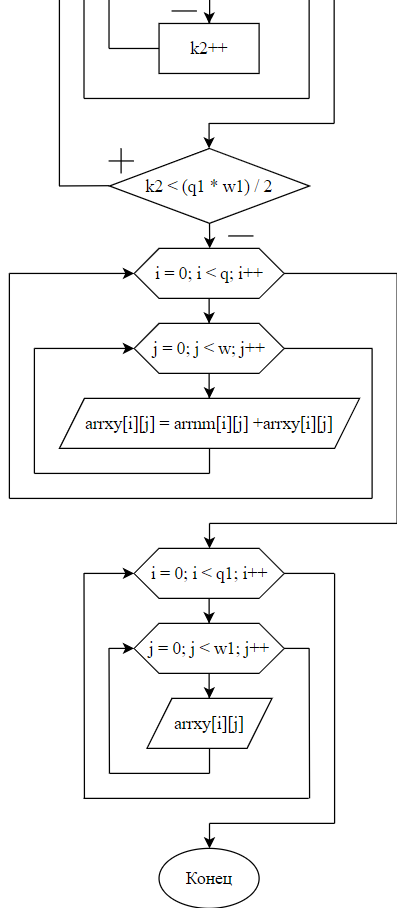 k2++
k2 < (q1 * w1) / 2
i = 0; i < q; i++
j = 0; j < w; j++
arrxy[i][j] = arrnm[i][j] +arrxy[i][j]
i = 0; i < q1; i++
j = 0; j < w1; j++
arrxy[i][j]
Конец